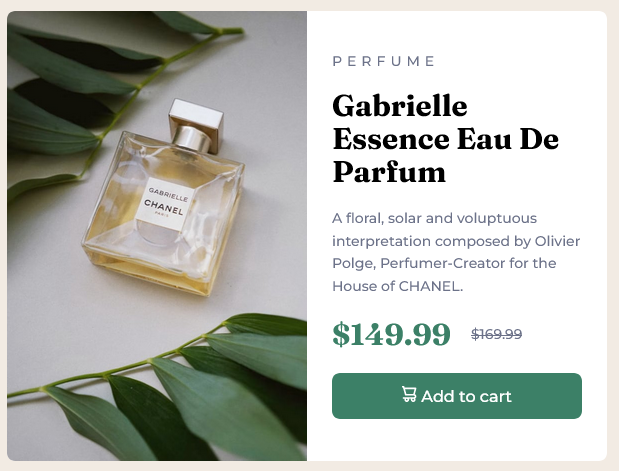 GABRIELLE
CHANEL
PARIS
PERFUME
Gabrielle
Essence Eau De
Parfum
A floral, solar and voluptuous
interpretation composed by Olivier
Polge, Perfumer-Creator for the
House of CHANEL.
$149.99 $169.99
Add to cart